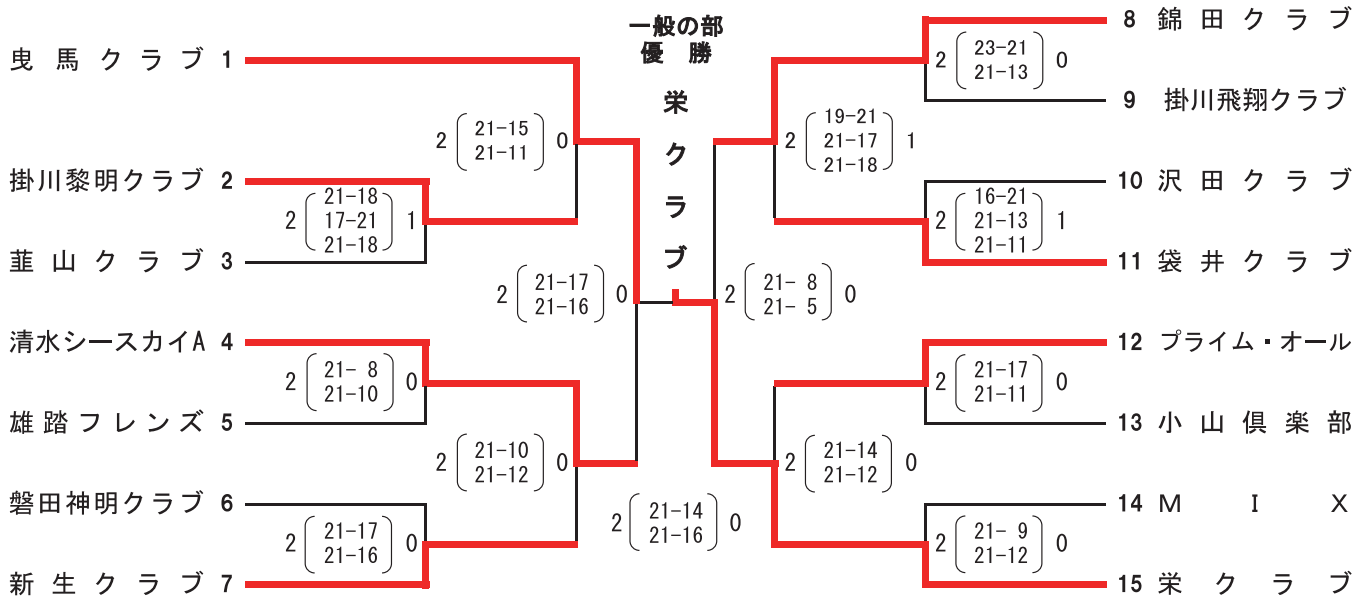 一般の部
優 勝
栄クラブ
曳 馬 ク ラ ブ 1
2 21-15 0
21-11
掛川黎明クラブ 2
2 21-18 1
17-21
21-18
韮 山 ク ラ ブ 3
2 21-17 0
21-16
清水シースカイA 4
2 21- 8 0
21-10
雄 踏 フ レ ン ズ 5
2 21-10 0
21-12
磐田神明クラブ 6
2 21-17 0
21-16
新 生 ク ラ ブ 7
2 21-14 0
21-16
8 錦 田 ク ラ ブ
2 23-21 0
21-13
9 掛川飛翔クラブ
2 19-21 1
21-17
21-18
10 沢 田 ク ラ ブ
2 16-21 1
21-13
21-11
11 袋 井 ク ラ ブ
2 21- 8 0
21- 5
12 プライム・オール
2 21-17 0
21-11
13 小 山 倶 楽 部
2 21-14 0
21-12
14 M I X
2 21- 9 0
21-12
15 栄 ク ラ ブ